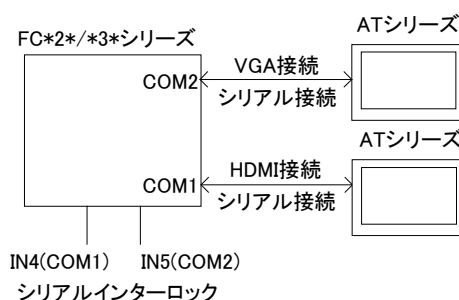 FC*2*/*3*シリーズ
ATシリーズ
COM2
VGA接続
シリアル接続
ATシリーズ
COM1
HDMI接続
シリアル接続
IN4(COM1)
IN5(COM2)
シリアルインターロック